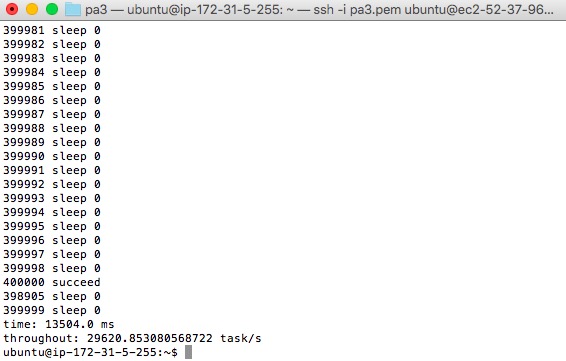 pa3 — ubuntu@ip-172-31-5-255: ~ — ssh -i pa3.pem ubuntu@ec2-52-37-96...
399981 sleep 0
399982 sleep 0
399983 sleep 0
399984 sleep 0
399985 sleep 0
399986 sleep 0
399987 sleep 0
399988 sleep 0
399989 sleep 0
399990 sleep 0
399991 sleep 0
399992 sleep 0
399993 sleep 0
399994 sleep 0
399995 sleep 0
399996 sleep 0
399997 sleep 0
399998 sleep 0
400000 succeed
398905 sleep 0
399999 sleep 0
time: 13504.0 ms
throughout: 29620.853080568722 task/s
ubuntu@ip-172-31-5-255:~$